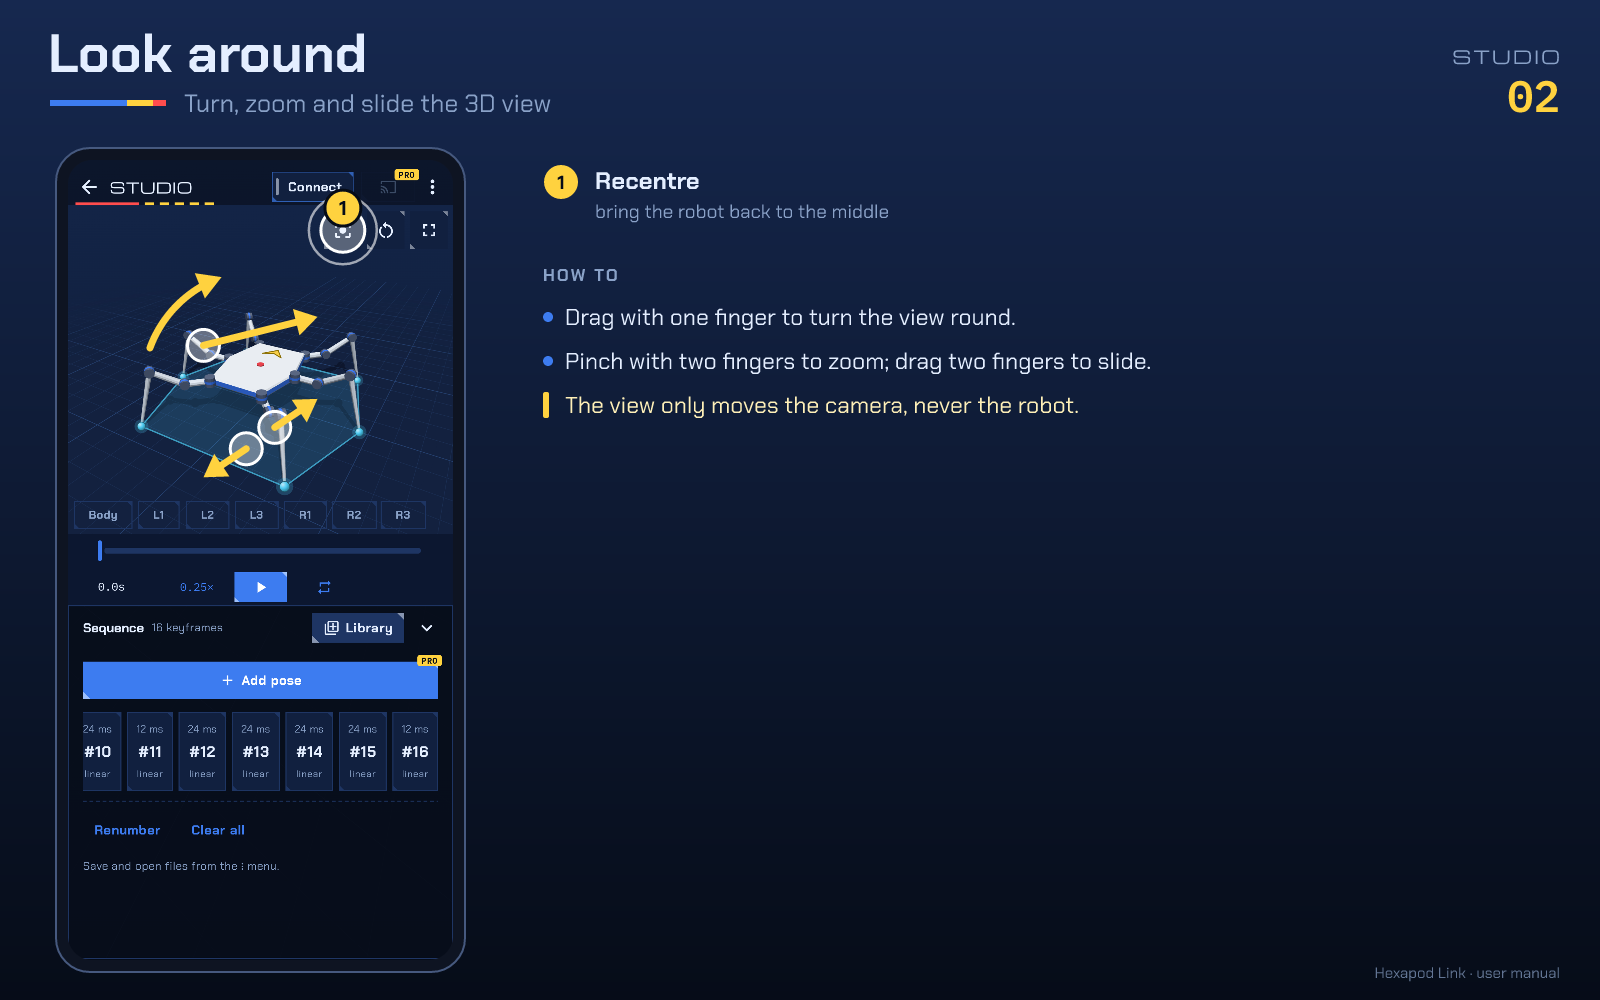 Look around
Turn, zoom and slide the 3D view
STUDIO
02
STUDIO
Connect
PRO
1
Body
L1
L2
L3
R1
R2
R3
0.0s
0.25×
Sequence 16 keyframes
Library
PRO
+ Add pose
24 ms
12 ms
24 ms
24 ms
24 ms
24 ms
12 ms
#10
#11
#12
#13
#14
#15
#16
linear
linear
linear
linear
linear
linear
linear
Renumber
Clear all
Save and open files from the ⋮ menu.
1
Recentre
bring the robot back to the middle
HOW TO
Drag with one finger to turn the view round.
Pinch with two fingers to zoom; drag two fingers to slide.
The view only moves the camera, never the robot.
Hexapod Link · user manual